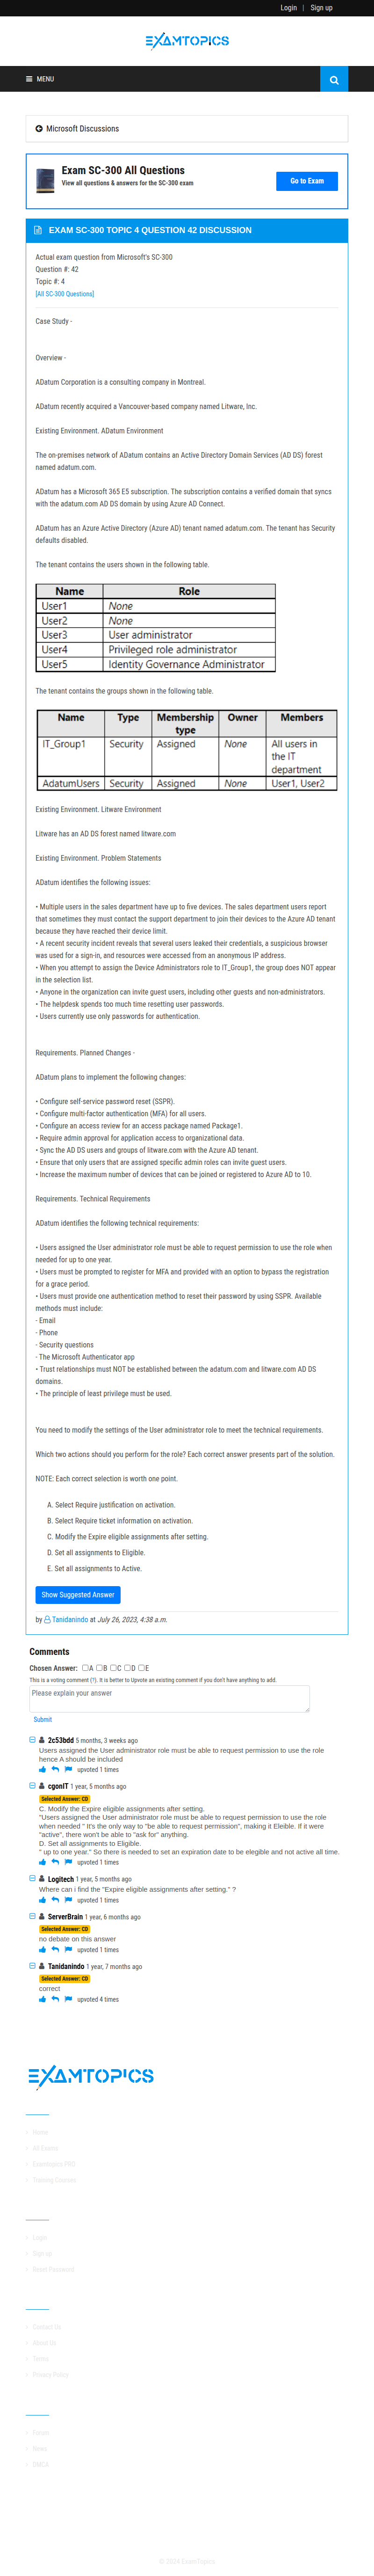 Login | Sign up
EXAMTOPICS
MENU
Microsoft Discussions
Exam SC-300 All Questions
View all questions & answers for the SC-300 exam
Go to Exam
EXAM SC-300 TOPIC 4 QUESTION 42 DISCUSSION
Actual exam question from Microsoft's SC-300
Question #: 42
Topic #: 4
[All SC-300 Questions]
Case Study -
Overview -
ADatum Corporation is a consulting company in Montreal.
ADatum recently acquired a Vancouver-based company named Litware, Inc.
Existing Environment. ADatum Environment
The on-premises network of ADatum contains an Active Directory Domain Services (AD DS) forest
named adatum.com.
ADatum has a Microsoft 365 E5 subscription. The subscription contains a verified domain that syncs
with the adatum.com AD DS domain by using Azure AD Connect.
ADatum has an Azure Active Directory (Azure AD) tenant named adatum.com. The tenant has Security
defaults disabled.
The tenant contains the users shown in the following table.
Name Role
User1 None
User2 None
User3 User administrator
User4 Privileged role administrator
User5 Identity Governance Administrator
The tenant contains the groups shown in the following table.
Name Type Membership Owner Members
type
IT_Group1 Security Assigned None All users in
the IT
department
AdatumUsers Security Assigned None User1, User2
Existing Environment. Litware Environment
Litware has an AD DS forest named litware.com
Existing Environment. Problem Statements
ADatum identifies the following issues:
• Multiple users in the sales department have up to five devices. The sales department users report
that sometimes they must contact the support department to join their devices to the Azure AD tenant
because they have reached their device limit.
• A recent security incident reveals that several users leaked their credentials, a suspicious browser
was used for a sign-in, and resources were accessed from an anonymous IP address.
• When you attempt to assign the Device Administrators role to IT_Group1, the group does NOT appear
in the selection list.
• Anyone in the organization can invite guest users, including other guests and non-administrators.
• The helpdesk spends too much time resetting user passwords.
• Users currently use only passwords for authentication.
Requirements. Planned Changes -
ADatum plans to implement the following changes:
• Configure self-service password reset (SSPR).
• Configure multi-factor authentication (MFA) for all users.
• Configure an access review for an access package named Package1.
• Require admin approval for application access to organizational data.
• Sync the AD DS users and groups of litware.com with the Azure AD tenant.
• Ensure that only users that are assigned specific admin roles can invite guest users.
• Increase the maximum number of devices that can be joined or registered to Azure AD to 10.
Requirements. Technical Requirements
ADatum identifies the following technical requirements:
• Users assigned the User administrator role must be able to request permission to use the role when
needed for up to one year.
• Users must be prompted to register for MFA and provided with an option to bypass the registration
for a grace period.
• Users must provide one authentication method to reset their password by using SSPR. Available
methods must include:
- Email
- Phone
- Security questions
- The Microsoft Authenticator app
• Trust relationships must NOT be established between the adatum.com and litware.com AD DS
domains.
• The principle of least privilege must be used.
You need to modify the settings of the User administrator role to meet the technical requirements.
Which two actions should you perform for the role? Each correct answer presents part of the solution.
NOTE: Each correct selection is worth one point.
A. Select Require justification on activation.
B. Select Require ticket information on activation.
C. Modify the Expire eligible assignments after setting.
D. Set all assignments to Eligible.
E. Set all assignments to Active.
Show Suggested Answer
by Tanidanindo at July 26, 2023, 4:38 a.m.
Comments
Chosen Answer: A B C D E
This is a voting comment (?). It is better to Upvote an existing comment if you don't have anything to add.
Please explain your answer
Submit
2c53bdd 5 months, 3 weeks ago
Users assigned the User administrator role must be able to request permission to use the role
hence A should be included
upvoted 1 times
cgonIT 1 year, 5 months ago
Selected Answer: CD
C. Modify the Expire eligible assignments after setting.
"Users assigned the User administrator role must be able to request permission to use the role
when needed " It's the only way to "be able to request permission", making it Eleible. If it were
"active", there won't be able to "ask for" anything.
D. Set all assignments to Eligible.
" up to one year." So there is needed to set an expiration date to be elegible and not active all time.
upvoted 1 times
Logitech 1 year, 5 months ago
Where can i find the "Expire eligible assignments after setting." ?
upvoted 1 times
ServerBrain 1 year, 6 months ago
Selected Answer: CD
no debate on this answer
upvoted 1 times
Tanidanindo 1 year, 7 months ago
Selected Answer: CD
correct
upvoted 4 times
EXAMTOPICS
Home
All Exams
Examtopics PRO
Training Courses
Login
Sign up
Reset Password
Contact Us
About Us
Terms
Privacy Policy
Forum
News
DMCA
© 2024 ExamTopics